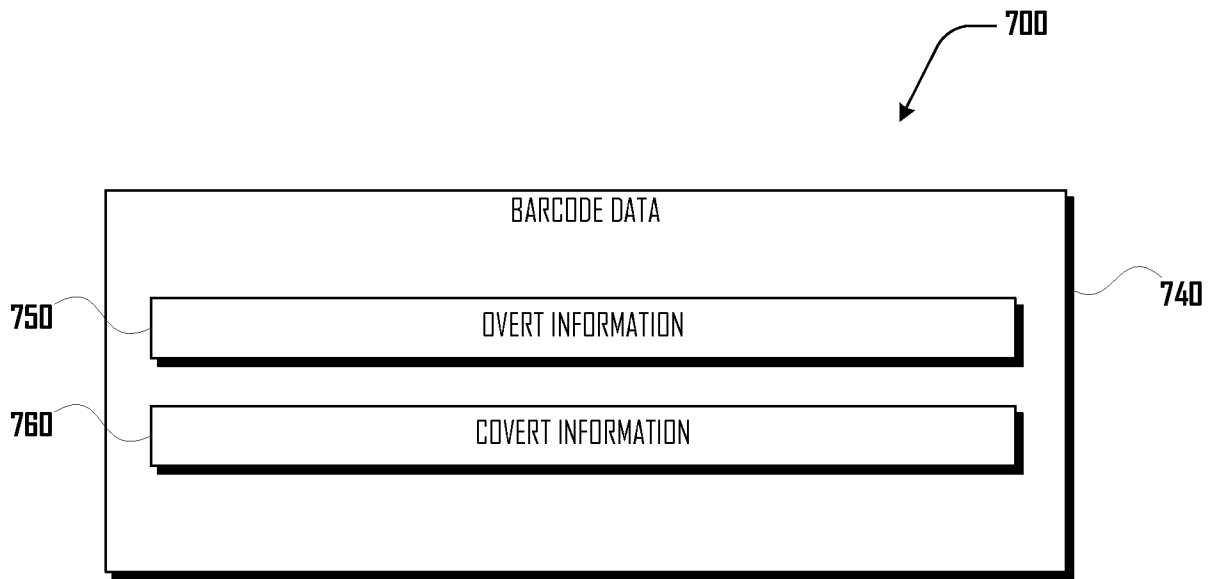 700
BARCODE DATA
740
750
OVERT INFORMATION
760
COVERT INFORMATION